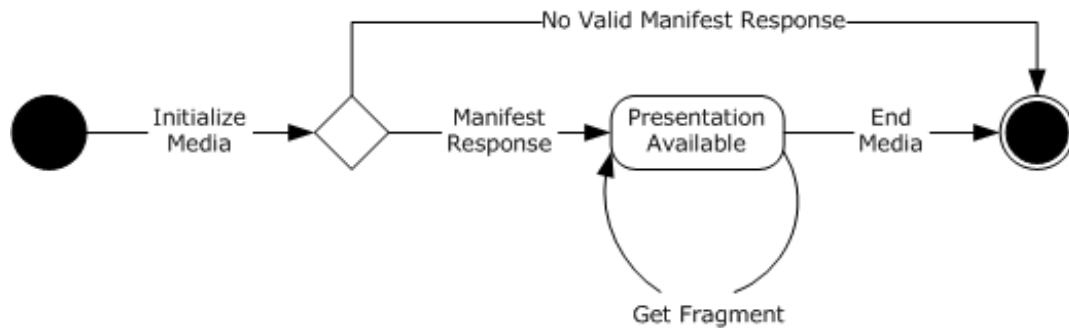 No Valid Manifest Response
Initialize
Media
Manifest
Response
Presentation
Available
End
Media
Get Fragment